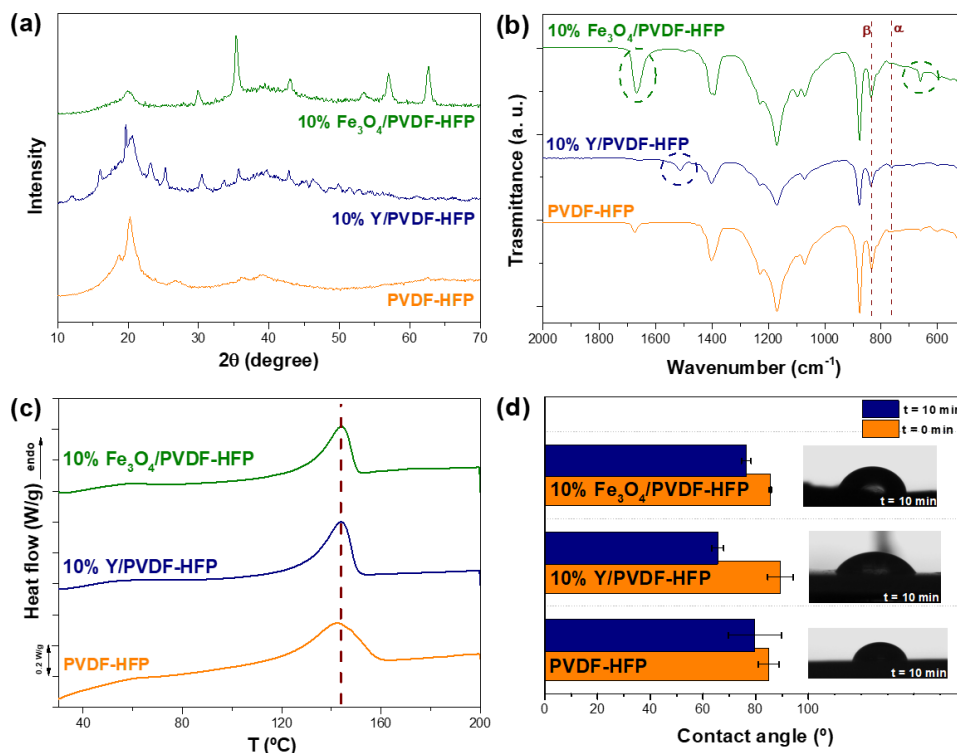 (a)
10% Fe₃O₄/PVDF-HFP
10% Y/PVDF-HFP
PVDF-HFP
Intensity
10 20 30 40 50 60 70
2θ (degree)
(b)
10% Fe₃O₄/PVDF-HFP
β
α
10% Y/PVDF-HFP
PVDF-HFP
Trasmittance (a. u.)
2000 1600 1200 800 600
Wavenumber (cm⁻¹)
(c)
10% Fe₃O₄/PVDF-HFP
10% Y/PVDF-HFP
PVDF-HFP
Heat flow (W/g)
endo
0.2 W/g
40 80 120 160 200
T (ºC)
(d)
t = 10 min
t = 0 min
10% Fe₃O₄/PVDF-HFP
t = 10 min
10% Y/PVDF-HFP
t = 10 min
PVDF-HFP
t = 10 min
0 20 40 60 80 100
Contact angle (º)